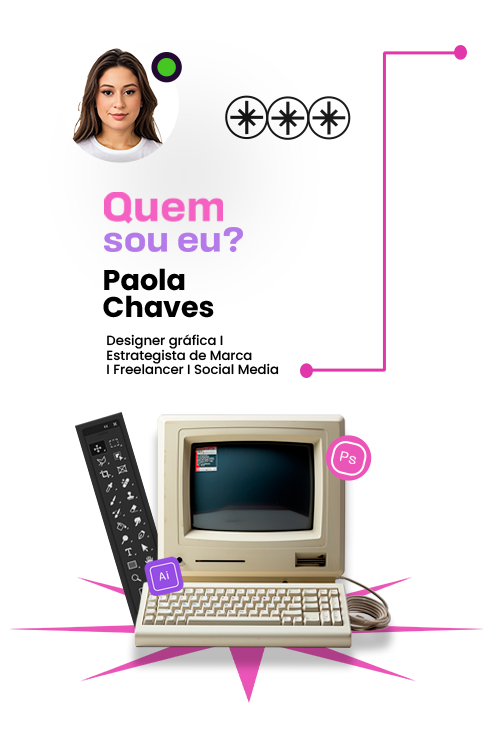 Quem
sou eu?
Paola
Chaves
Designer gráfica I
Estrategista de Marca
I Freelancer I Social Media
Ps
Ai